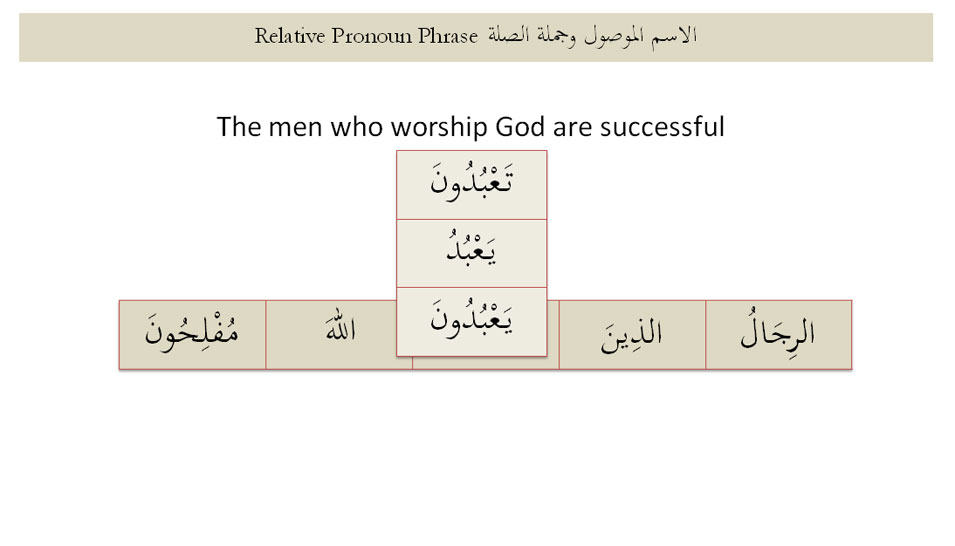 Relative Pronoun Phrase الاسم الموصول وجملة الصلة
The men who worship God are successful
تَعْبُدُونَ
يَعْبُدُ
يَعْبُدُونَ
الرِجَالُ الذِينَ اللهَ مُفْلِحُونَ